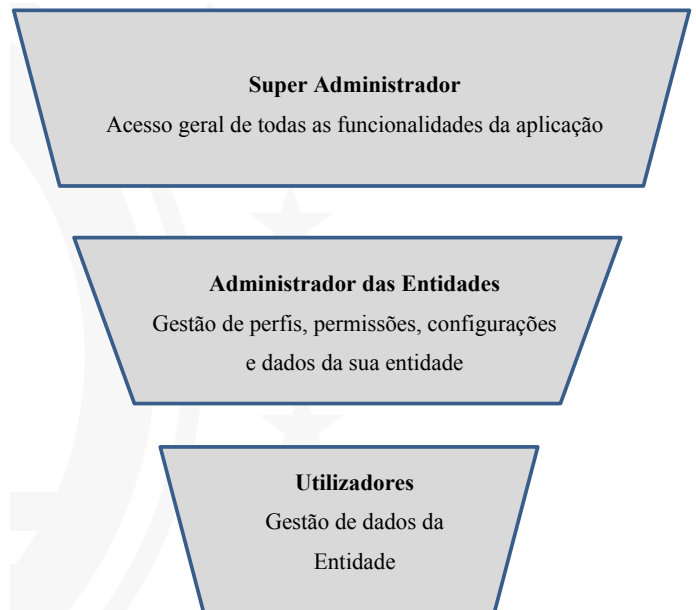 Super Administrador
Acesso geral de todas as funcionalidades da aplicação
Administrador das Entidades
Gestão de perfis, permissões, configurações
e dados da sua entidade
Utilizadores
Gestão de dados da
Entidade